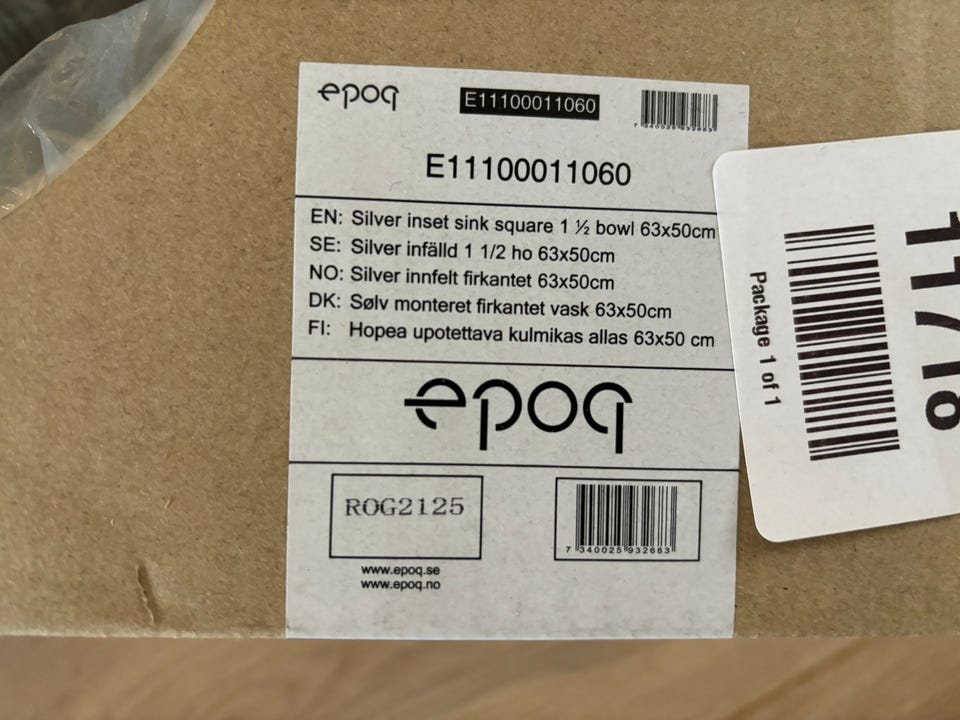 epoq
E11100011060
7 340025 932683
E11100011060
EN: Silver inset sink square 1 ½ bowl 63x50cm
SE: Silver infälld 1 1/2 ho 63x50cm
NO: Silver innfelt firkantet 63x50cm
DK: Sølv monteret firkantet vask 63x50cm
FI: Hopea upotettava kulmikas allas 63x50 cm
epoq
ROG2125
7 340025 932683
www.epoq.se
www.epoq.no
Package 1 of 1